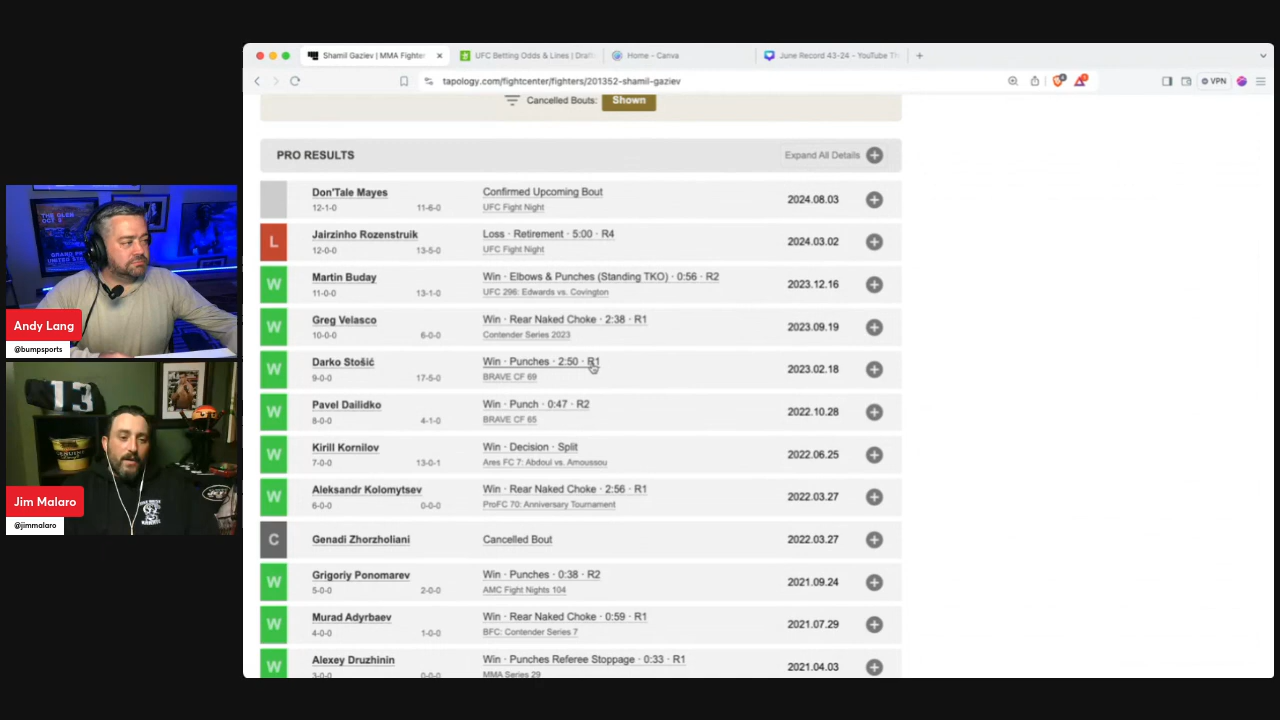 Shamil Gaziev | MMA Fighter
UFC Betting Odds & Lines | Draft
Home - Canva
June Record 43-24 - YouTube Th
tapology.com/fightcenter/fighters/201352-shamil-gaziev
VPN
Cancelled Bouts: Shown
PRO RESULTS
Expand All Details
Don'Tale Mayes
12-1-0 11-6-0
Confirmed Upcoming Bout
UFC Fight Night
2024.08.03
L
Jairzinho Rozenstruik
12-0-0 13-5-0
Loss · Retirement · 5:00 · R4
UFC Fight Night
2024.03.02
W
Martin Buday
11-0-0 13-1-0
Win · Elbows & Punches (Standing TKO) · 0:56 · R2
UFC 296: Edwards vs. Covington
2023.12.16
W
Greg Velasco
10-0-0 6-0-0
Win · Rear Naked Choke · 2:38 · R1
Contender Series 2023
2023.09.19
W
Darko Stošić
9-0-0 17-5-0
Win · Punches · 2:50 · R1
BRAVE CF 69
2023.02.18
W
Pavel Dailidko
8-0-0 4-1-0
Win · Punch · 0:47 · R2
BRAVE CF 65
2022.10.28
W
Kirill Kornilov
7-0-0 13-0-1
Win · Decision · Split
Ares FC 7: Abdoul vs. Amoussou
2022.06.25
W
Aleksandr Kolomytsev
6-0-0 0-0-0
Win · Rear Naked Choke · 2:56 · R1
ProFC 70: Anniversary Tournament
2022.03.27
C
Genadi Zhorzholiani
Cancelled Bout
2022.03.27
W
Grigoriy Ponomarev
5-0-0 2-0-0
Win · Punches · 0:38 · R2
AMC Fight Nights 104
2021.09.24
W
Murad Adyrbaev
4-0-0 1-0-0
Win · Rear Naked Choke · 0:59 · R1
BFC: Contender Series 7
2021.07.29
W
Alexey Druzhinin
3-0-0 0-0-0
Win · Punches Referee Stoppage · 0:33 · R1
MMA Series 29
2021.04.03
Andy Lang
@bumpsports
13
Jim Malaro
@jimmalaro